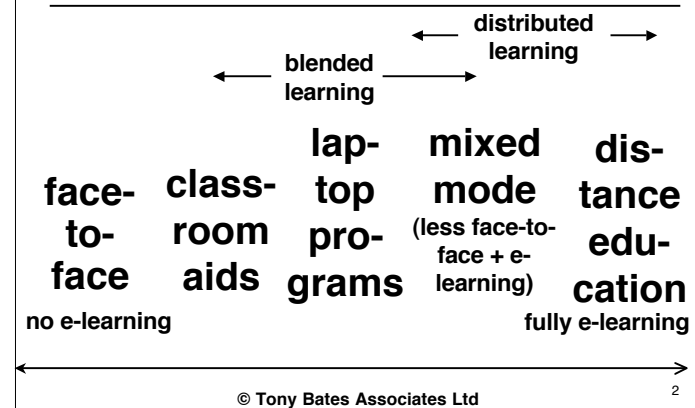 distributed
learning
blended
learning
face-
to-
face
no e-learning
class-
room
aids
lap-
top
pro-
grams
mixed
mode
(less face-to-
face + e-
learning)
dis-
tance
edu-
cation
fully e-learning
© Tony Bates Associates Ltd
2